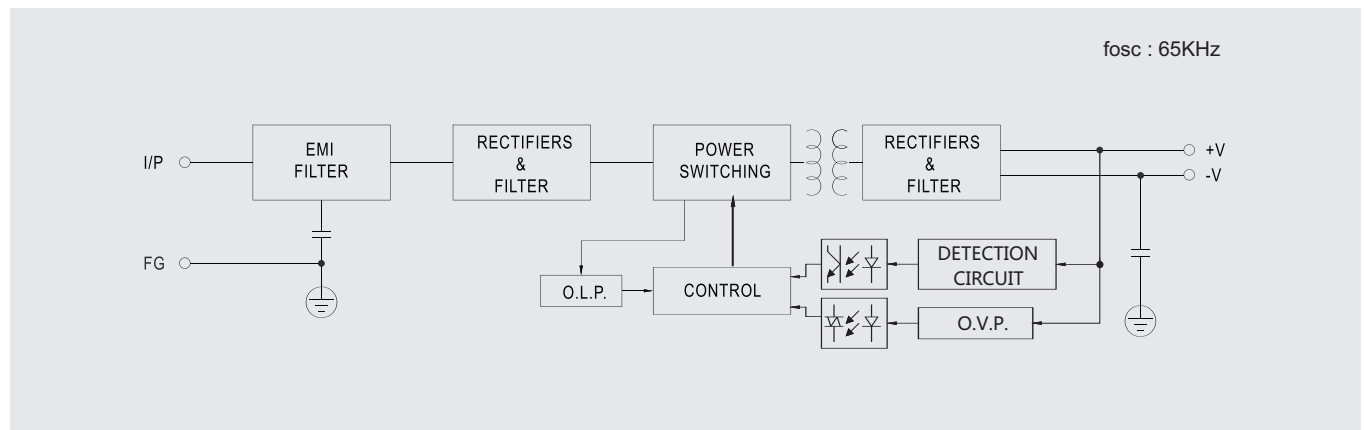 fosc : 65KHz
I/P
EMI
FILTER
RECTIFIERS
&
FILTER
POWER
SWITCHING
RECTIFIERS
&
FILTER
+V
-V
FG
O.L.P.
CONTROL
DETECTION
CIRCUIT
O.V.P.